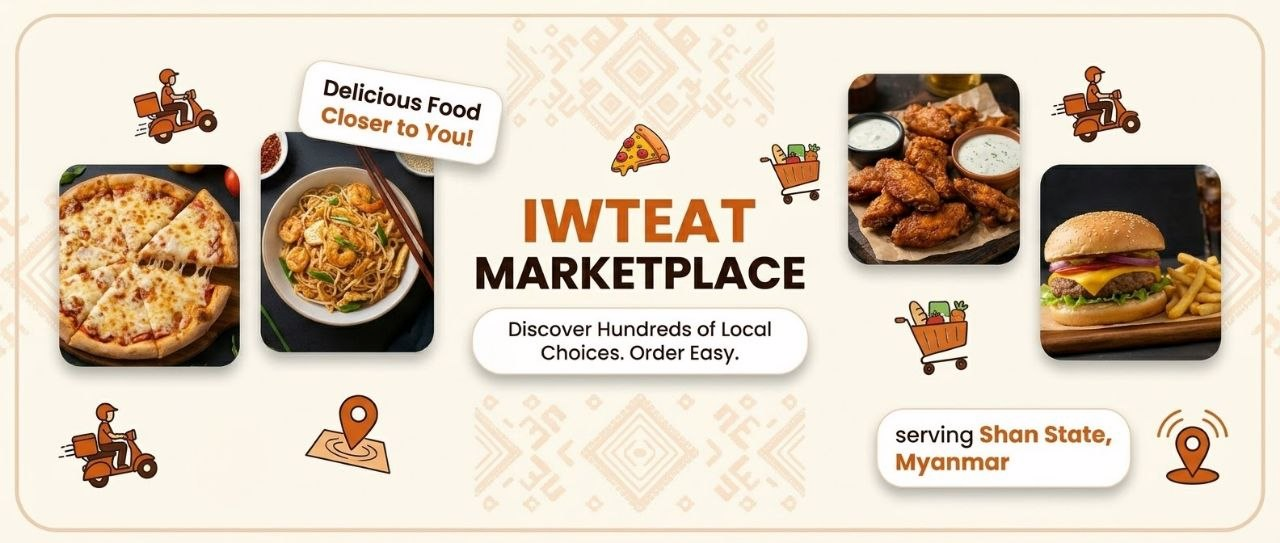 Delicious Food
Closer to You!
IWTEAT
MARKETPLACE
Discover Hundreds of Local
Choices. Order Easy.
serving Shan State,
Myanmar